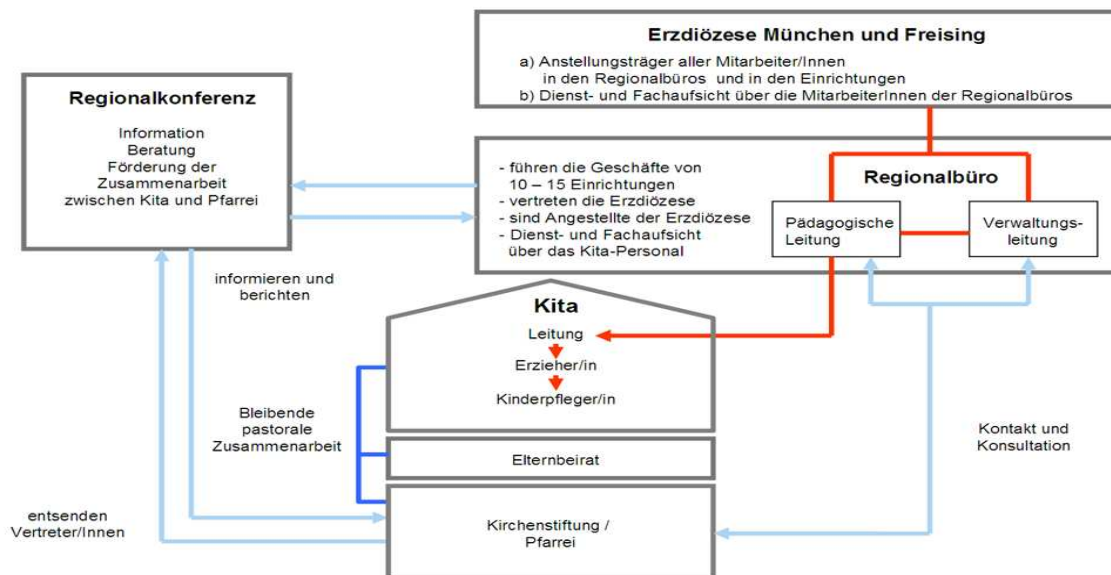 Erzdiözese München und Freising
a) Anstellungsträger aller Mitarbeiter/Innen
in den Regionalbüros und in den Einrichtungen
b) Dienst- und Fachaufsicht über die MitarbeiterInnen der Regionalbüros
Regionalkonferenz
Information
Beratung
Förderung der
Zusammenarbeit
zwischen Kita und Pfarrei
- führen die Geschäfte von
10 – 15 Einrichtungen
- vertreten die Erzdiözese
- sind Angestellte der Erzdiözese
- Dienst- und Fachaufsicht
über das Kita-Personal
Regionalbüro
Pädagogische
Leitung
Verwaltungs-
leitung
informieren und
berichten
Kita
Leitung
Erzieher/in
Kinderpfleger/in
Bleibende
pastorale
Zusammenarbeit
Kontakt und
Konsultation
Elternbeirat
entsenden
Vertreter/Innen
Kirchenstiftung /
Pfarrei